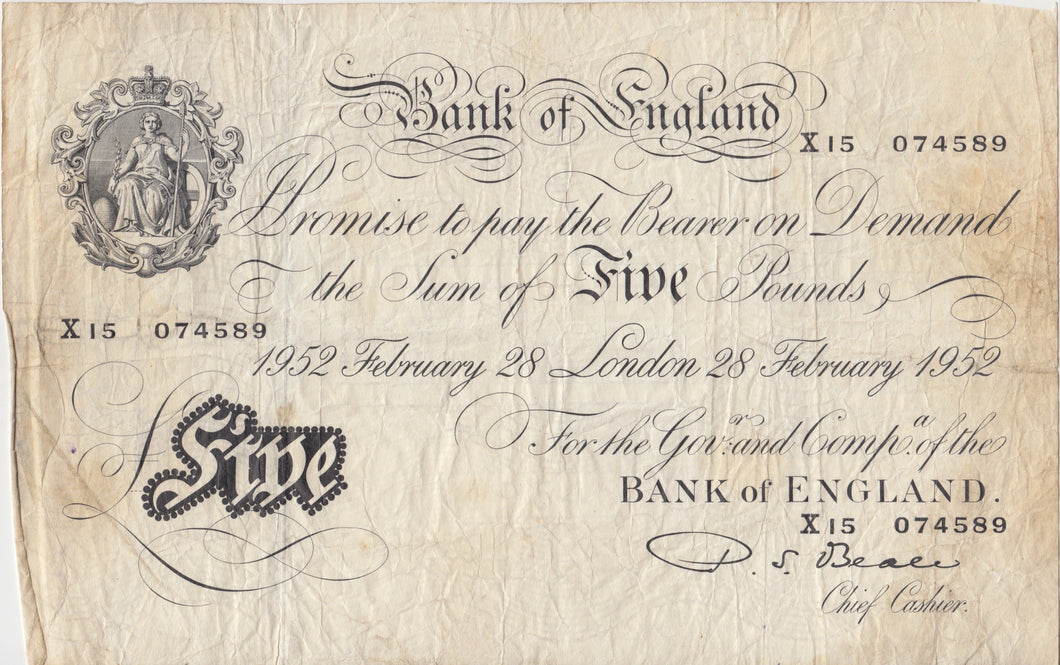 Bank of England
X15 074589
I Promise to pay the Bearer on Demand
the Sum of Five Pounds
X15 074589
1952 February 28 London 28 February 1952
For the Gov.r and Comp.a of the
Five
BANK of ENGLAND.
X15 074589
P. S. Beale
Chief Cashier.